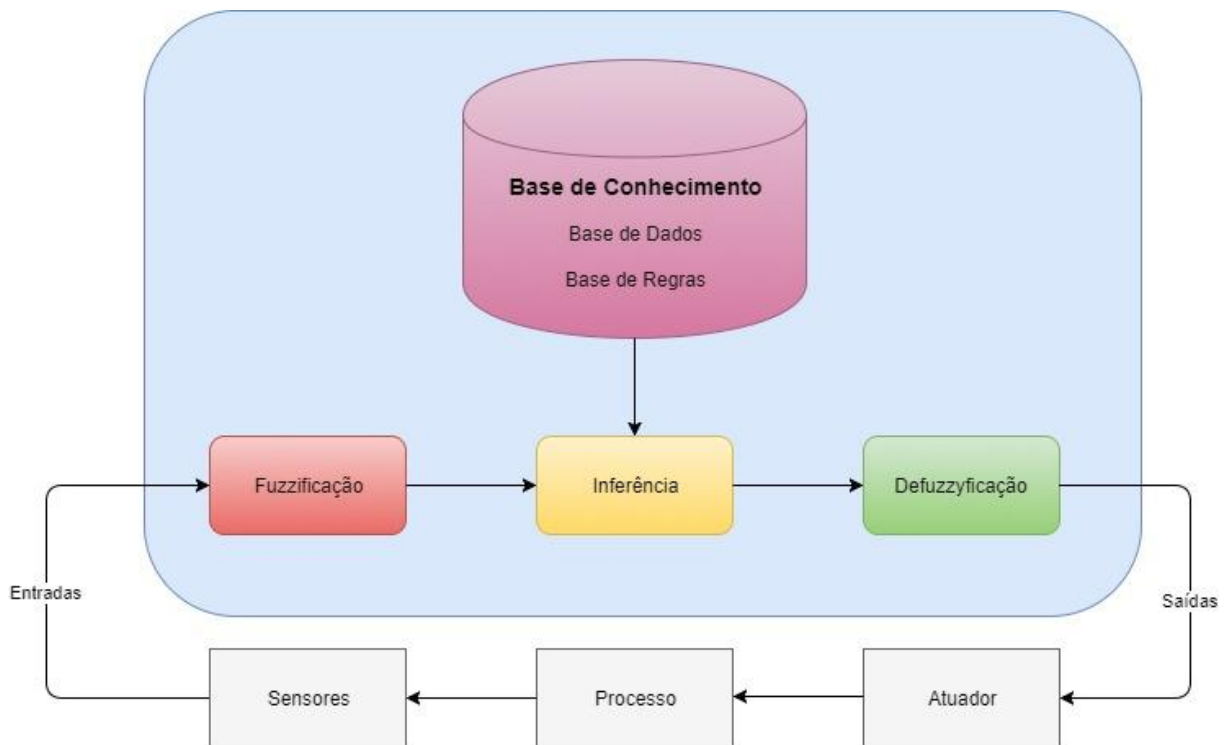 Base de Conhecimento
Base de Dados
Base de Regras
Fuzzificação
Inferência
Defuzzyficação
Entradas
Saídas
Sensores
Processo
Atuador